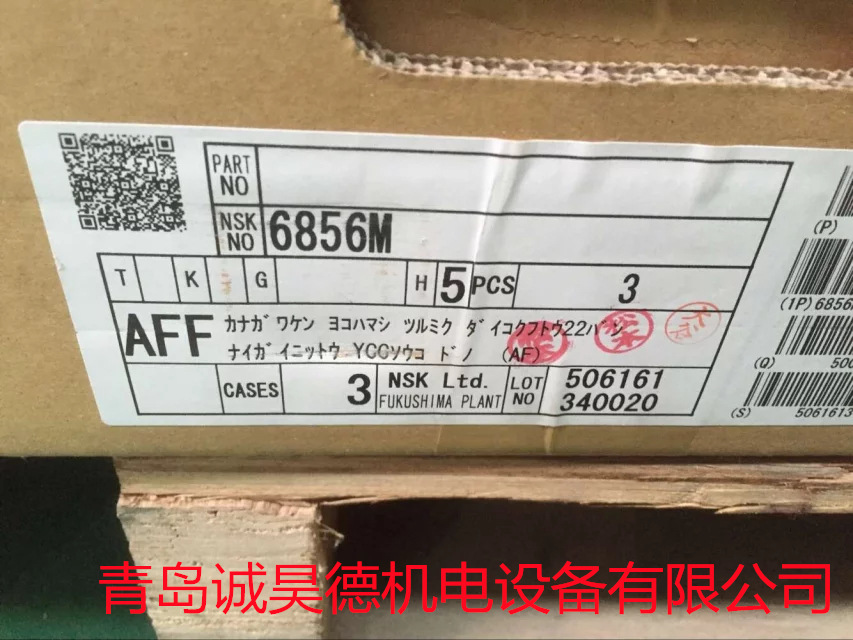 PART NO
NSK NO 6856M
T K G H 5 PCS 3
AFF カナガワケン ヨコハマシ ツルミク ダイコクフトウ22バーシ
ナイガイニットウ YCCソウコ ドノ (AF)
CASES 3 NSK Ltd. FUKUSHIMA PLANT LOT NO 506161
340020
(P)
(1P) 6856
(Q) 500
(S) 5061613
青岛诚昊德机电设备有限公司